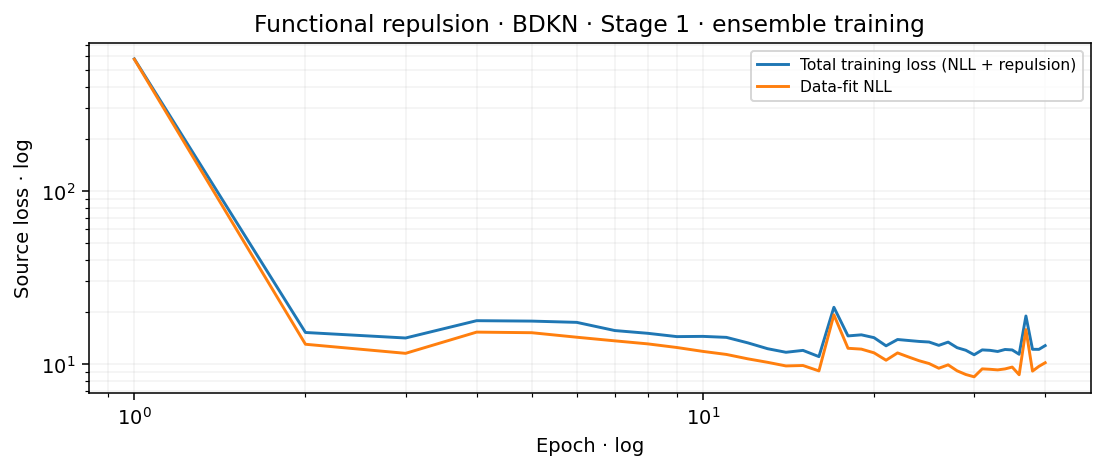 Functional repulsion · BDKN · Stage 1 · ensemble training
Total training loss (NLL + repulsion)
Data-fit NLL
Source loss · log
10²
10¹
10⁰
10¹
Epoch · log